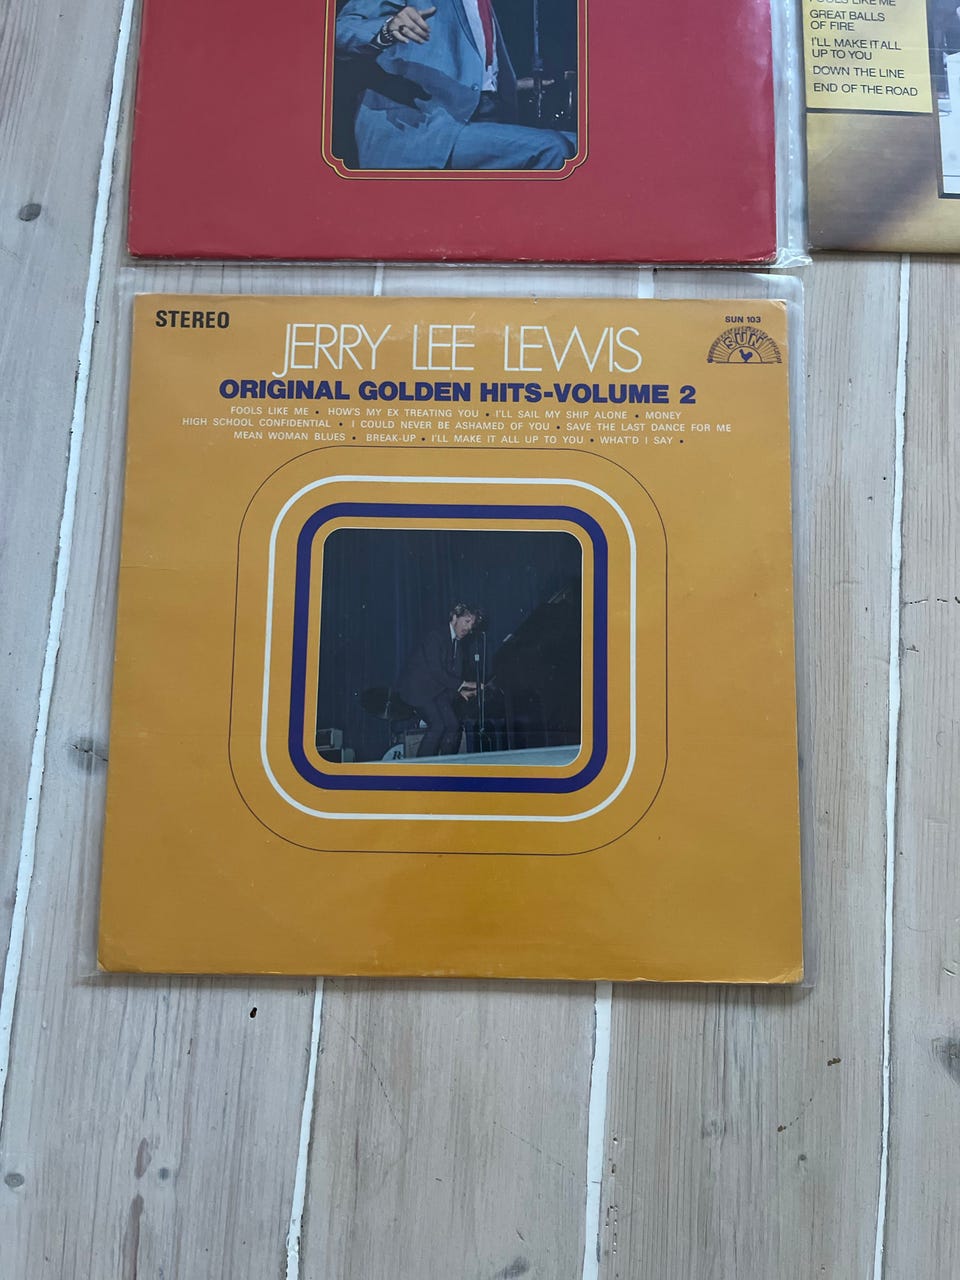 FOOLS LIKE ME
GREAT BALLS
OF FIRE
I'LL MAKE IT ALL
UP TO YOU
DOWN THE LINE
END OF THE ROAD
STEREO
SUN 103
SUN
JERRY LEE LEWIS
ORIGINAL GOLDEN HITS-VOLUME 2
FOOLS LIKE ME • HOW'S MY EX TREATING YOU • I'LL SAIL MY SHIP ALONE • MONEY
HIGH SCHOOL CONFIDENTIAL • I COULD NEVER BE ASHAMED OF YOU • SAVE THE LAST DANCE FOR ME
MEAN WOMAN BLUES • BREAK-UP • I'LL MAKE IT ALL UP TO YOU • WHAT'D I SAY •